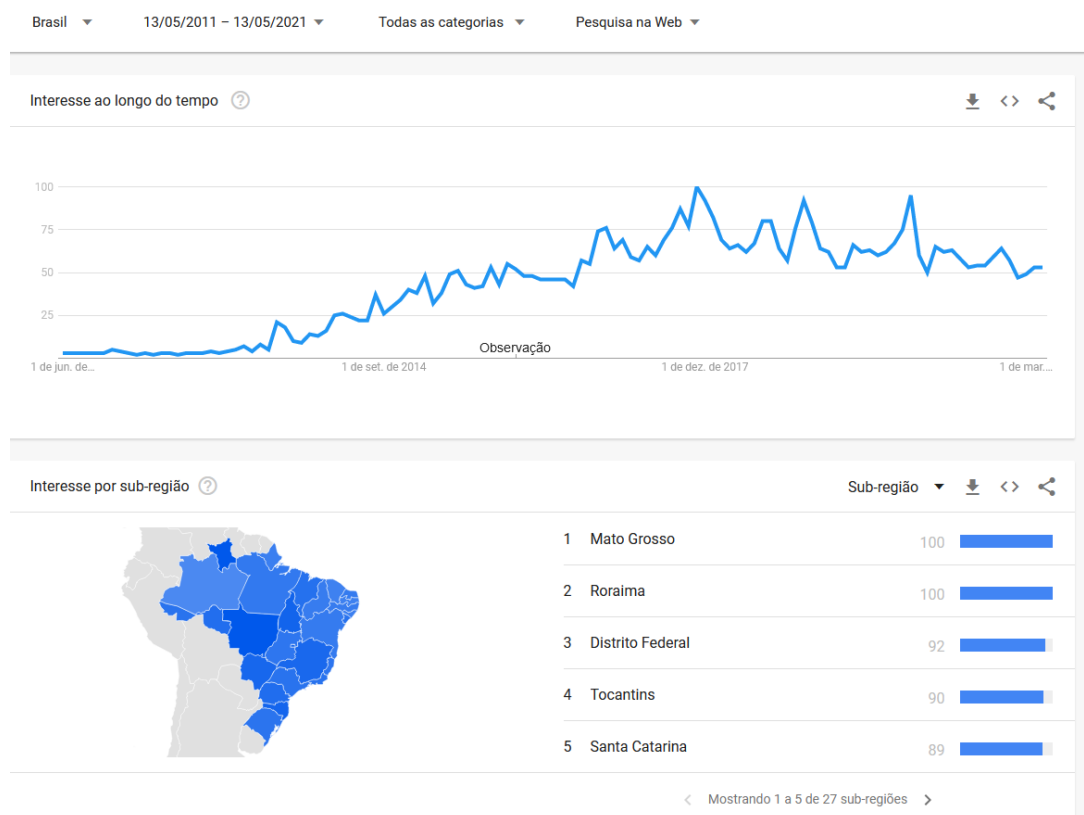 Brasil 13/05/2011 – 13/05/2021 Todas as categorias Pesquisa na Web
Interesse ao longo do tempo ?
100
75
50
25
Observação
1 de jun. de... 1 de set. de 2014 1 de dez. de 2017 1 de mar....
Interesse por sub-região ? Sub-região
1 Mato Grosso 100
2 Roraima 100
3 Distrito Federal 92
4 Tocantins 90
5 Santa Catarina 89
Mostrando 1 a 5 de 27 sub-regiões